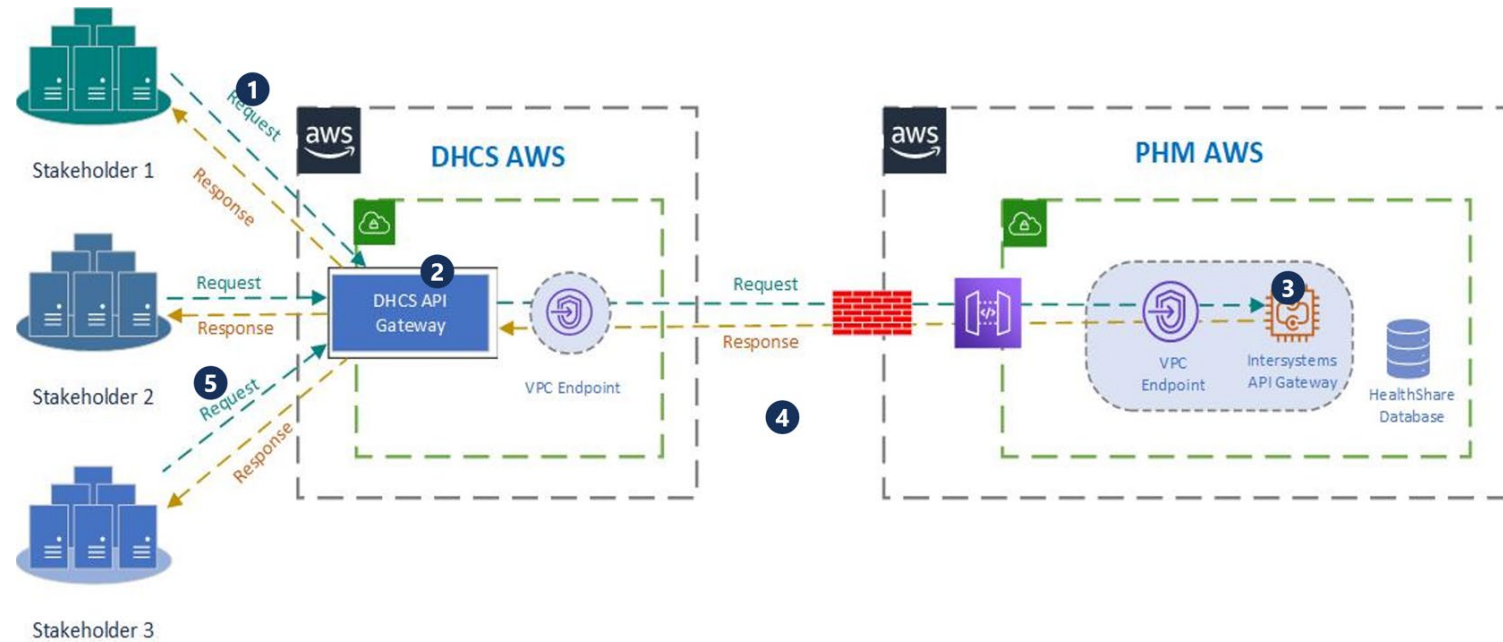 1
Request
Response
Stakeholder 1
aws
DHCS AWS
Request
Response
Stakeholder 2
2
DHCS API
Gateway
VPC Endpoint
5
Request
Response
Stakeholder 3
Request
Response
4
aws
PHM AWS
</>
VPC
Endpoint
3
Intersystems
API Gateway
HealthShare
Database